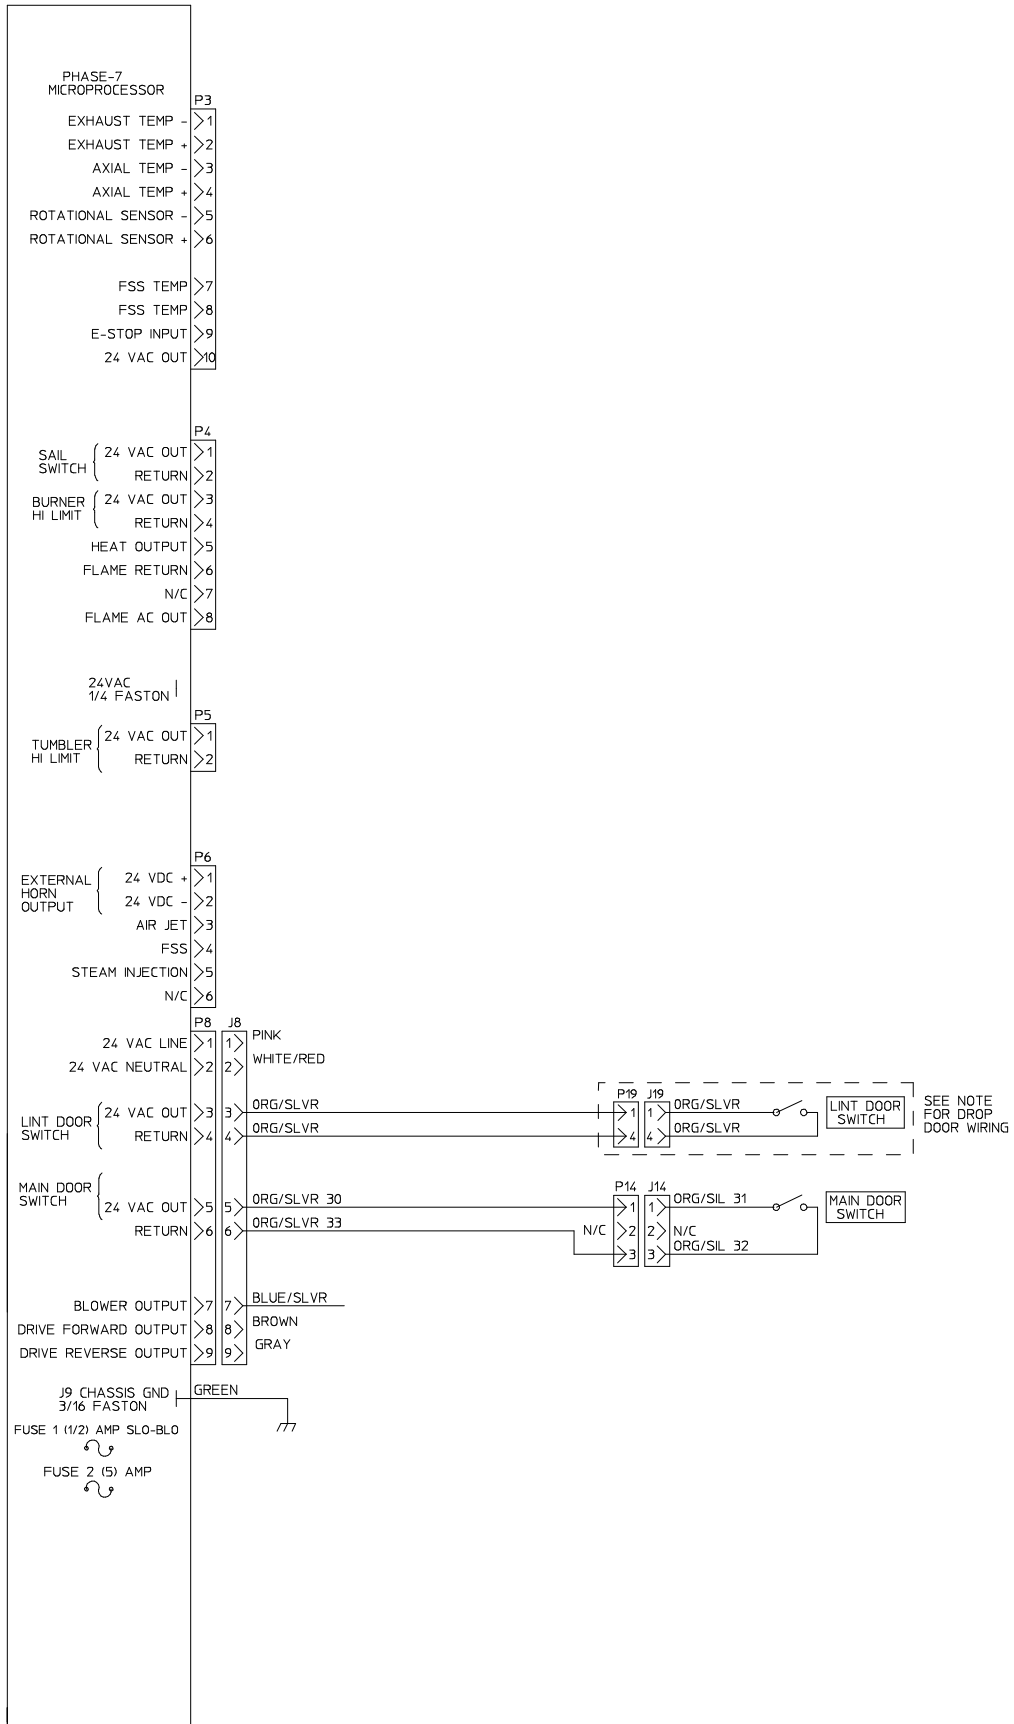 PHASE-7
MICROPROCESSOR
P3
EXHAUST TEMP - 1
EXHAUST TEMP + 2
AXIAL TEMP - 3
AXIAL TEMP + 4
ROTATIONAL SENSOR - 5
ROTATIONAL SENSOR + 6
FSS TEMP 7
FSS TEMP 8
E-STOP INPUT 9
24 VAC OUT 10
P4
SAIL
SWITCH
24 VAC OUT 1
RETURN 2
BURNER
HI LIMIT
24 VAC OUT 3
RETURN 4
HEAT OUTPUT 5
FLAME RETURN 6
N/C 7
FLAME AC OUT 8
24VAC
1/4 FASTON
P5
TUMBLER
HI LIMIT
24 VAC OUT 1
RETURN 2
P6
EXTERNAL
HORN
OUTPUT
24 VDC + 1
24 VDC - 2
AIR JET 3
FSS 4
STEAM INJECTION 5
N/C 6
P8 J8
24 VAC LINE 1 1 PINK
24 VAC NEUTRAL 2 2 WHITE/RED
LINT DOOR
SWITCH
24 VAC OUT 3 3 ORG/SLVR
RETURN 4 4 ORG/SLVR
P19 J19
1 1 ORG/SLVR
4 4 ORG/SLVR
LINT DOOR
SWITCH
SEE NOTE
FOR DROP
DOOR WIRING
MAIN DOOR
SWITCH
24 VAC OUT 5 5 ORG/SLVR 30
RETURN 6 6 ORG/SLVR 33
P14 J14
1 1 ORG/SIL 31
N/C 2 2 N/C
3 3 ORG/SIL 32
MAIN DOOR
SWITCH
BLOWER OUTPUT 7 7 BLUE/SLVR
DRIVE FORWARD OUTPUT 8 8 BROWN
DRIVE REVERSE OUTPUT 9 9 GRAY
J9 CHASSIS GND
3/16 FASTON
GREEN
FUSE 1 (1/2) AMP SLO-BLO
FUSE 2 (5) AMP